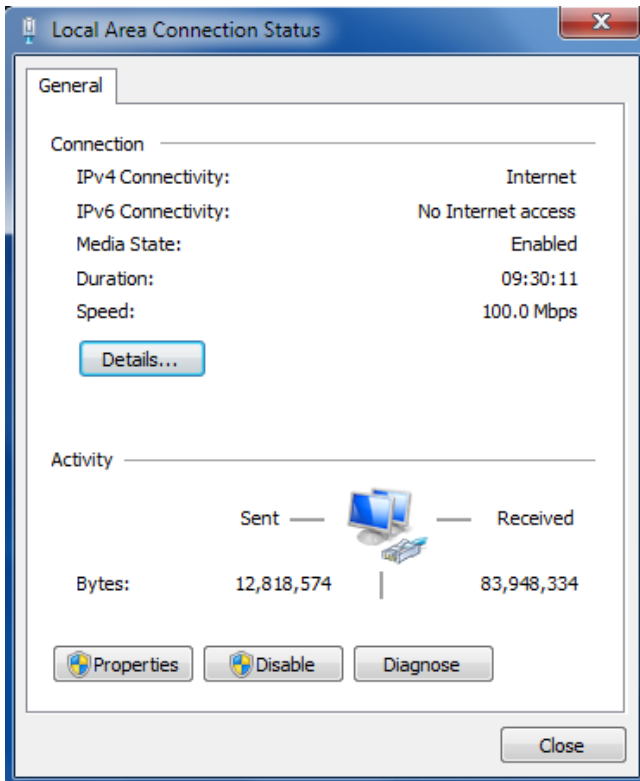 Local Area Connection Status
General
Connection
IPv4 Connectivity: Internet
IPv6 Connectivity: No Internet access
Media State: Enabled
Duration: 09:30:11
Speed: 100.0 Mbps
Details...
Activity
Sent Received
Bytes: 12,818,574 83,948,334
Properties Disable Diagnose
Close